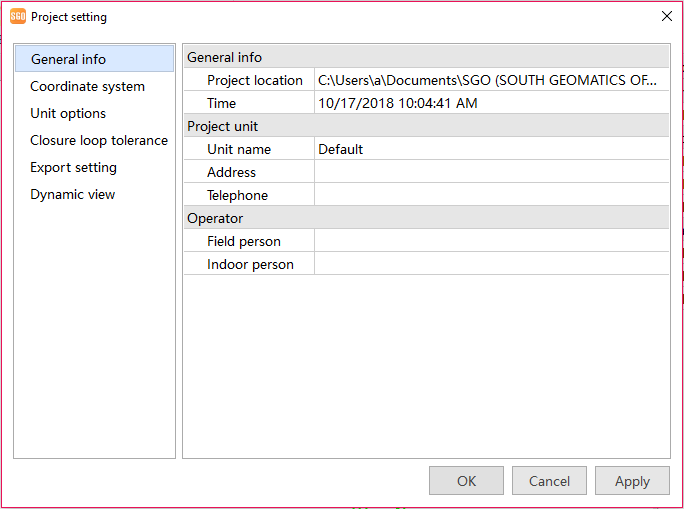 SGO Project setting
General info
Coordinate system
Unit options
Closure loop tolerance
Export setting
Dynamic view
General info
Project location C:\Users\a\Documents\SGO (SOUTH GEOMATICS OF...
Time 10/17/2018 10:04:41 AM
Project unit
Unit name Default
Address
Telephone
Operator
Field person
Indoor person
OK Cancel Apply